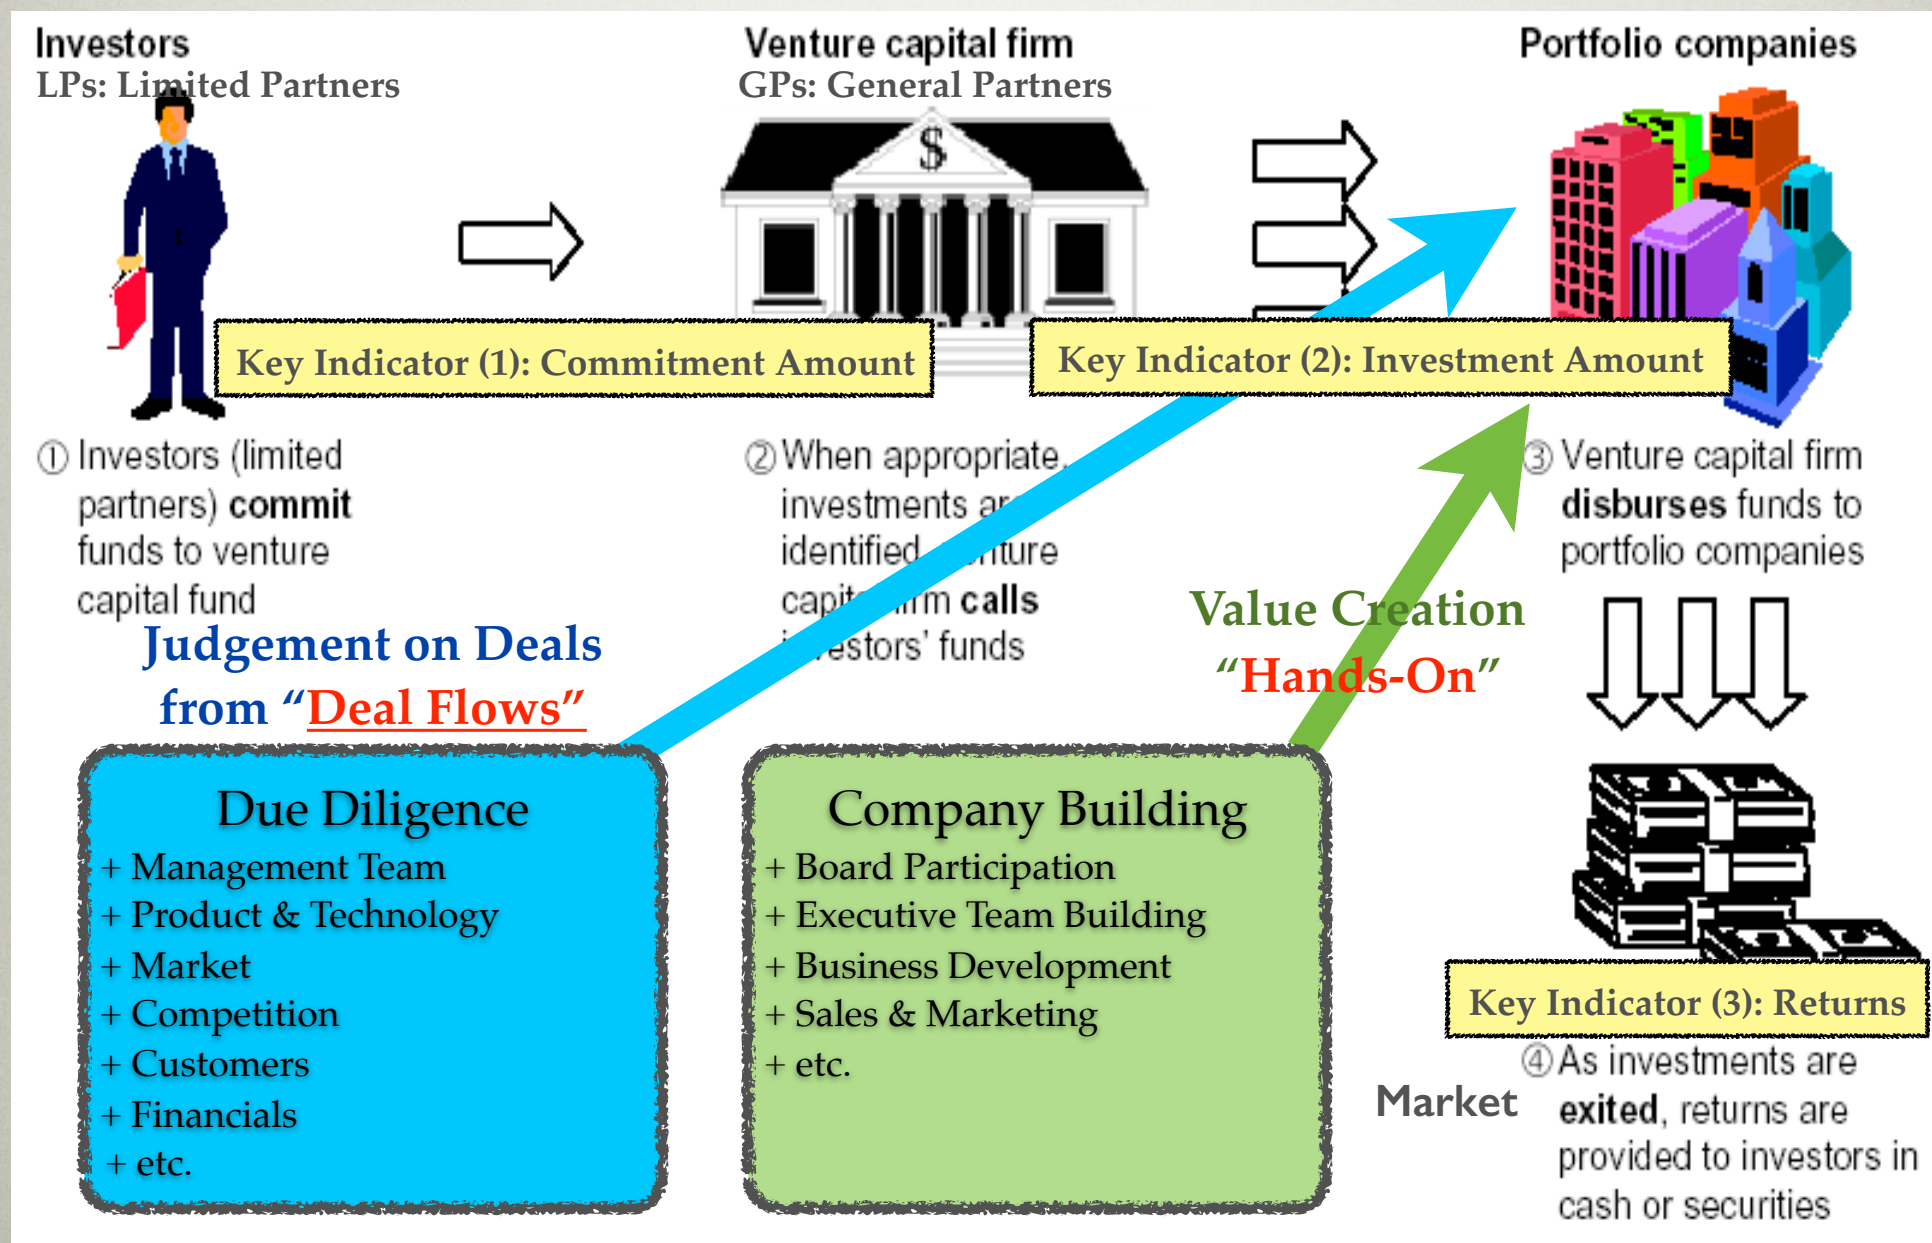 Investors
LPs: Limited Partners
Venture capital firm
GPs: General Partners
Portfolio companies
$
Key Indicator (1): Commitment Amount
Key Indicator (2): Investment Amount
① Investors (limited
partners) commit
funds to venture
capital fund
② When appropriate,
investments are
identified, venture
capital firm calls
investors' funds
③ Venture capital firm
disburses funds to
portfolio companies
Judgement on Deals
from “Deal Flows”
Value Creation
“Hands-On”
Due Diligence
+ Management Team
+ Product & Technology
+ Market
+ Competition
+ Customers
+ Financials
+ etc.
Company Building
+ Board Participation
+ Executive Team Building
+ Business Development
+ Sales & Marketing
+ etc.
Key Indicator (3): Returns
Market
④ As investments are
exited, returns are
provided to investors in
cash or securities